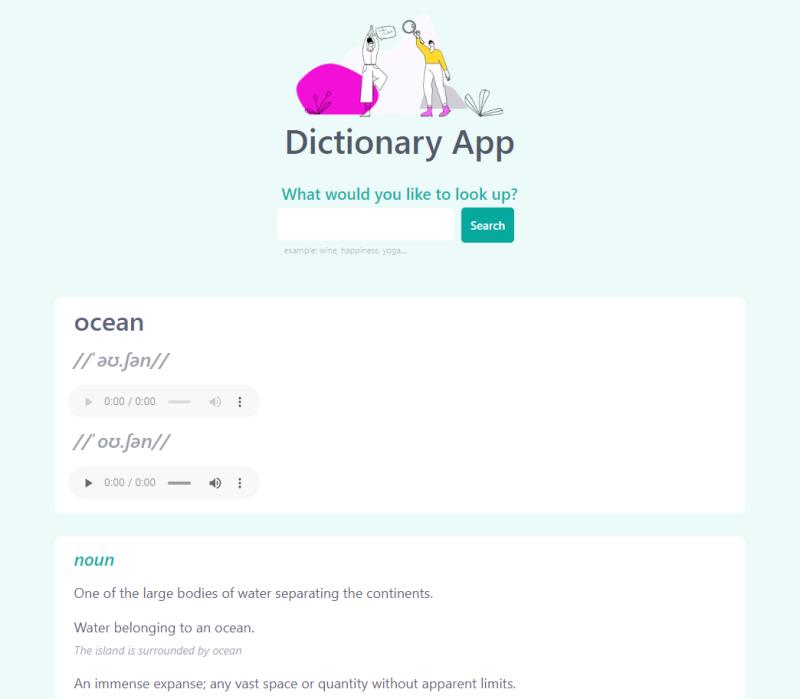 Dictionary App
What would you like to look up?
Search
example: wine, happiness, yoga...
ocean
//ˈəʊ.ʃən//
0:00 / 0:00
//ˈoʊ.ʃən//
0:00 / 0:00
noun
One of the large bodies of water separating the continents.
Water belonging to an ocean.
The island is surrounded by ocean
An immense expanse; any vast space or quantity without apparent limits.